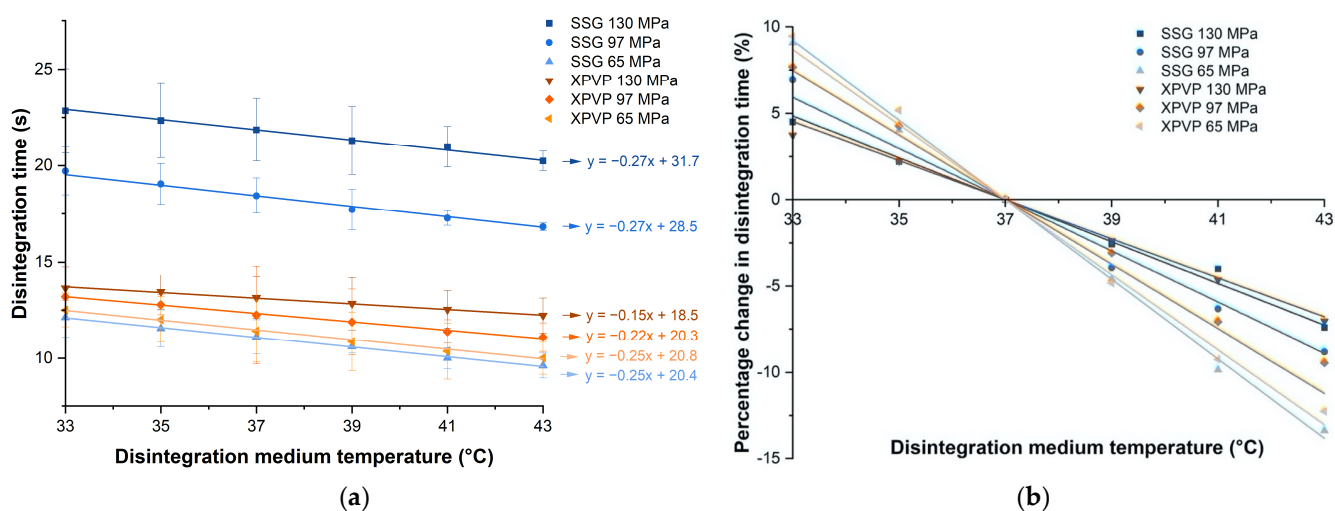 SSG 130 MPa
SSG 97 MPa
SSG 65 MPa
XPVP 130 MPa
XPVP 97 MPa
XPVP 65 MPa
25
20
15
10
Disintegration time (s)
y = −0.27x + 31.7
y = −0.27x + 28.5
y = −0.15x + 18.5
y = −0.22x + 20.3
y = −0.25x + 20.8
y = −0.25x + 20.4
33 35 37 39 41 43
Disintegration medium temperature (°C)
(a)
SSG 130 MPa
SSG 97 MPa
SSG 65 MPa
XPVP 130 MPa
XPVP 97 MPa
XPVP 65 MPa
10
5
0
-5
-10
-15
Percentage change in disintegration time (%)
33 35 37 39 41 43
Disintegration medium temperature (°C)
(b)